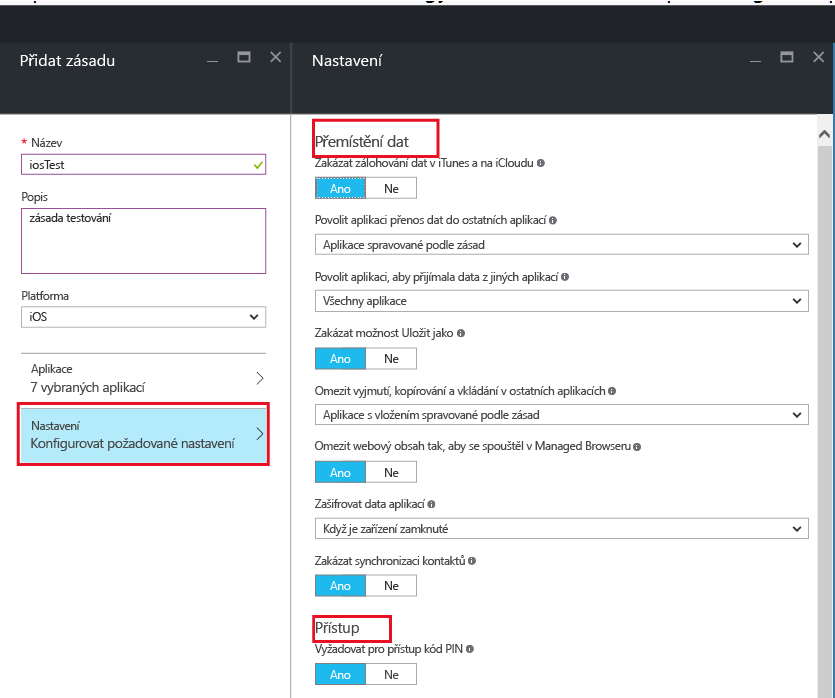 Přidat zásadu
* Název
iosTest
Popis
zásada testování
Platforma
iOS
Aplikace
7 vybraných aplikací
Nastavení
Konfigurovat požadované nastavení
Nastavení
Přemístění dat
Zakázat zálohování dat v iTunes a na iCloudu
Ano Ne
Povolit aplikaci přenos dat do ostatních aplikací
Aplikace spravované podle zásad
Povolit aplikaci, aby přijímala data z jiných aplikací
Všechny aplikace
Zakázat možnost Uložit jako
Ano Ne
Omezit vyjmutí, kopírování a vkládání v ostatních aplikacích
Aplikace s vložením spravované podle zásad
Omezit webový obsah tak, aby se spouštěl v Managed Browseru
Ano Ne
Zašifrovat data aplikací
Když je zařízení zamknuté
Zakázat synchronizaci kontaktů
Ano Ne
Přístup
Vyžadovat pro přístup kód PIN
Ano Ne